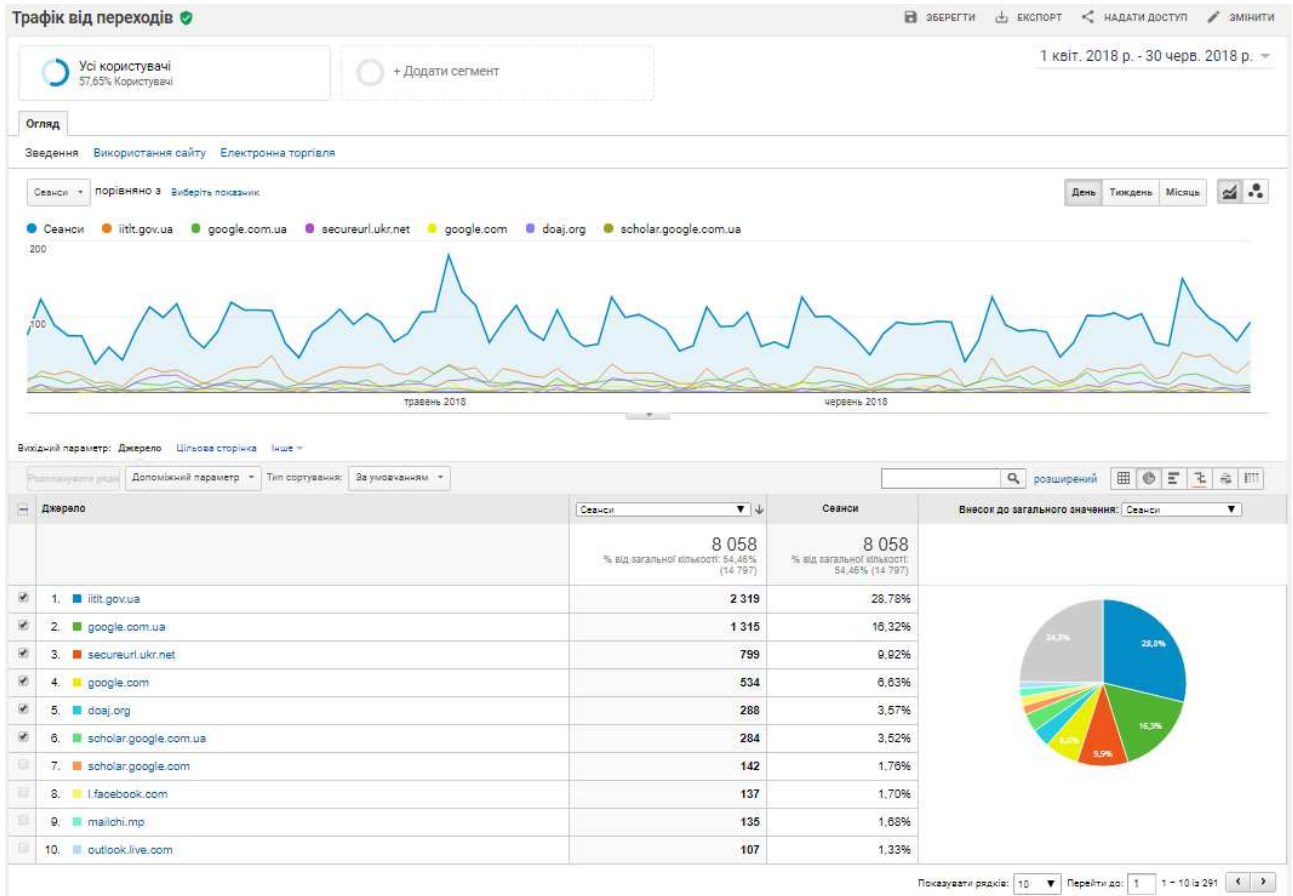 Трафік від переходів
ЗБЕРЕГТИ ЕКСПОРТ НАДАТИ ДОСТУП ЗМІНИТИ
Усі користувачі
57,65% Користувачі
+ Додати сегмент
1 квіт. 2018 р. - 30 черв. 2018 р.
Огляд
Зведення Використання сайту Електронна торгівля
Сеанси порівняно з Виберіть показник
День Тиждень Місяць
Сеанси iitlt.gov.ua google.com.ua secureurl.ukr.net google.com doaj.org scholar.google.com.ua
200
100
травень 2018 червень 2018
Вихідний параметр: Джерело Цільова сторінка Інше
Розпланувати ряди Допоміжний параметр Тип сортування: За умовчанням
розширений
Джерело Сеанси Сеанси Внесок до загального значення: Сеанси
8 058 8 058
% від загальної кількості: 54,46% (14 797)
% від загальної кількості: 54,46% (14 797)
1. iitlt.gov.ua 2 319 28,78%
2. google.com.ua 1 315 16,32%
3. secureurl.ukr.net 799 9,92%
4. google.com 534 6,63%
5. doaj.org 288 3,57%
6. scholar.google.com.ua 284 3,52%
7. scholar.google.com 142 1,76%
8. l.facebook.com 137 1,70%
9. mailchi.mp 135 1,68%
10. outlook.live.com 107 1,33%
24,8% 28,8%
16,3%
6,6%
9,9%
Показувати рядків: 10 Перейти до: 1 1 – 10 із 291